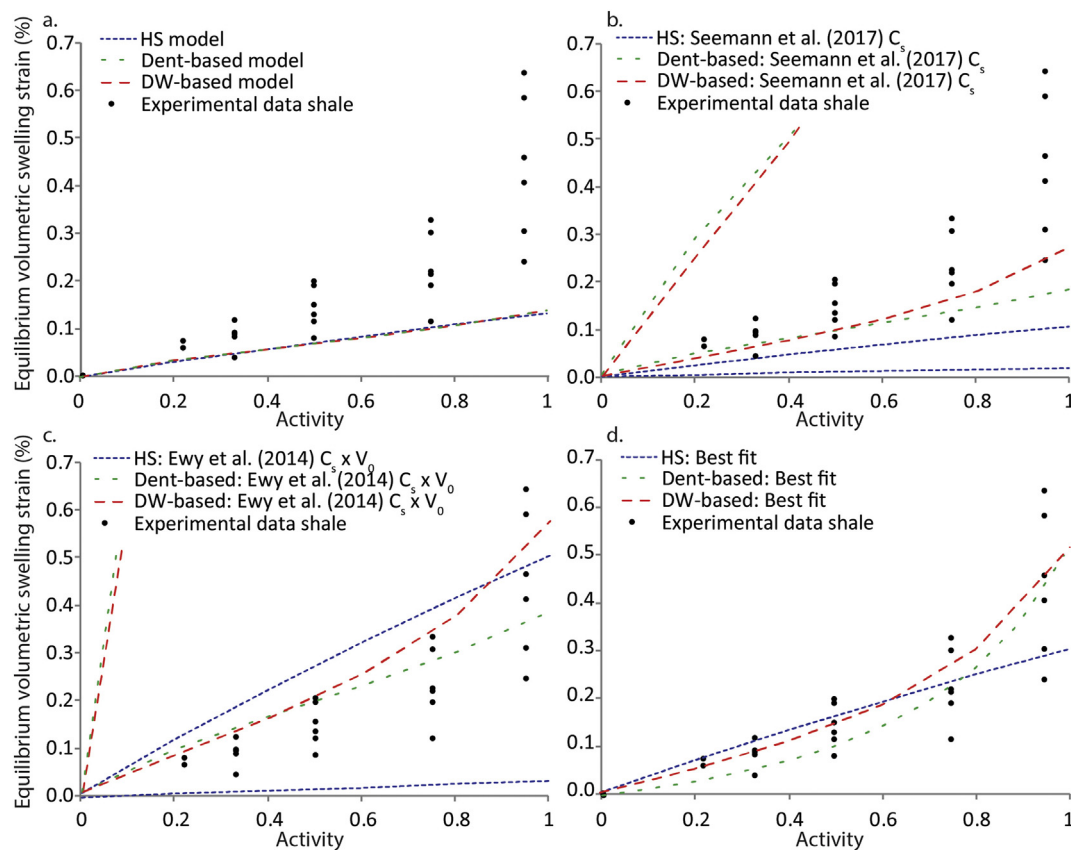 a.
HS model
Dent-based model
DW-based model
Experimental data shale
Equilibrium volumetric swelling strain (%)
0.7
0.6
0.5
0.4
0.3
0.2
0.1
0.0
0 0.2 0.4 0.6 0.8 1
Activity
b.
HS: Seemann et al. (2017) Cs
Dent-based: Seemann et al. (2017) Cs
DW-based: Seemann et al. (2017) Cs
Experimental data shale
0.7
0.6
0.5
0.4
0.3
0.2
0.1
0.0
0 0.2 0.4 0.6 0.8 1
Activity
c.
HS: Ewy et al. (2014) Cs x V0
Dent-based: Ewy et al. (2014) Cs x V0
DW-based: Ewy et al. (2014) Cs x V0
Experimental data shale
Equilibrium volumetric swelling strain (%)
0.7
0.6
0.5
0.4
0.3
0.2
0.1
0.0
0 0.2 0.4 0.6 0.8 1
Activity
d.
HS: Best fit
Dent-based: Best fit
DW-based: Best fit
Experimental data shale
0.7
0.6
0.5
0.4
0.3
0.2
0.1
0.0
0 0.2 0.4 0.6 0.8 1
Activity